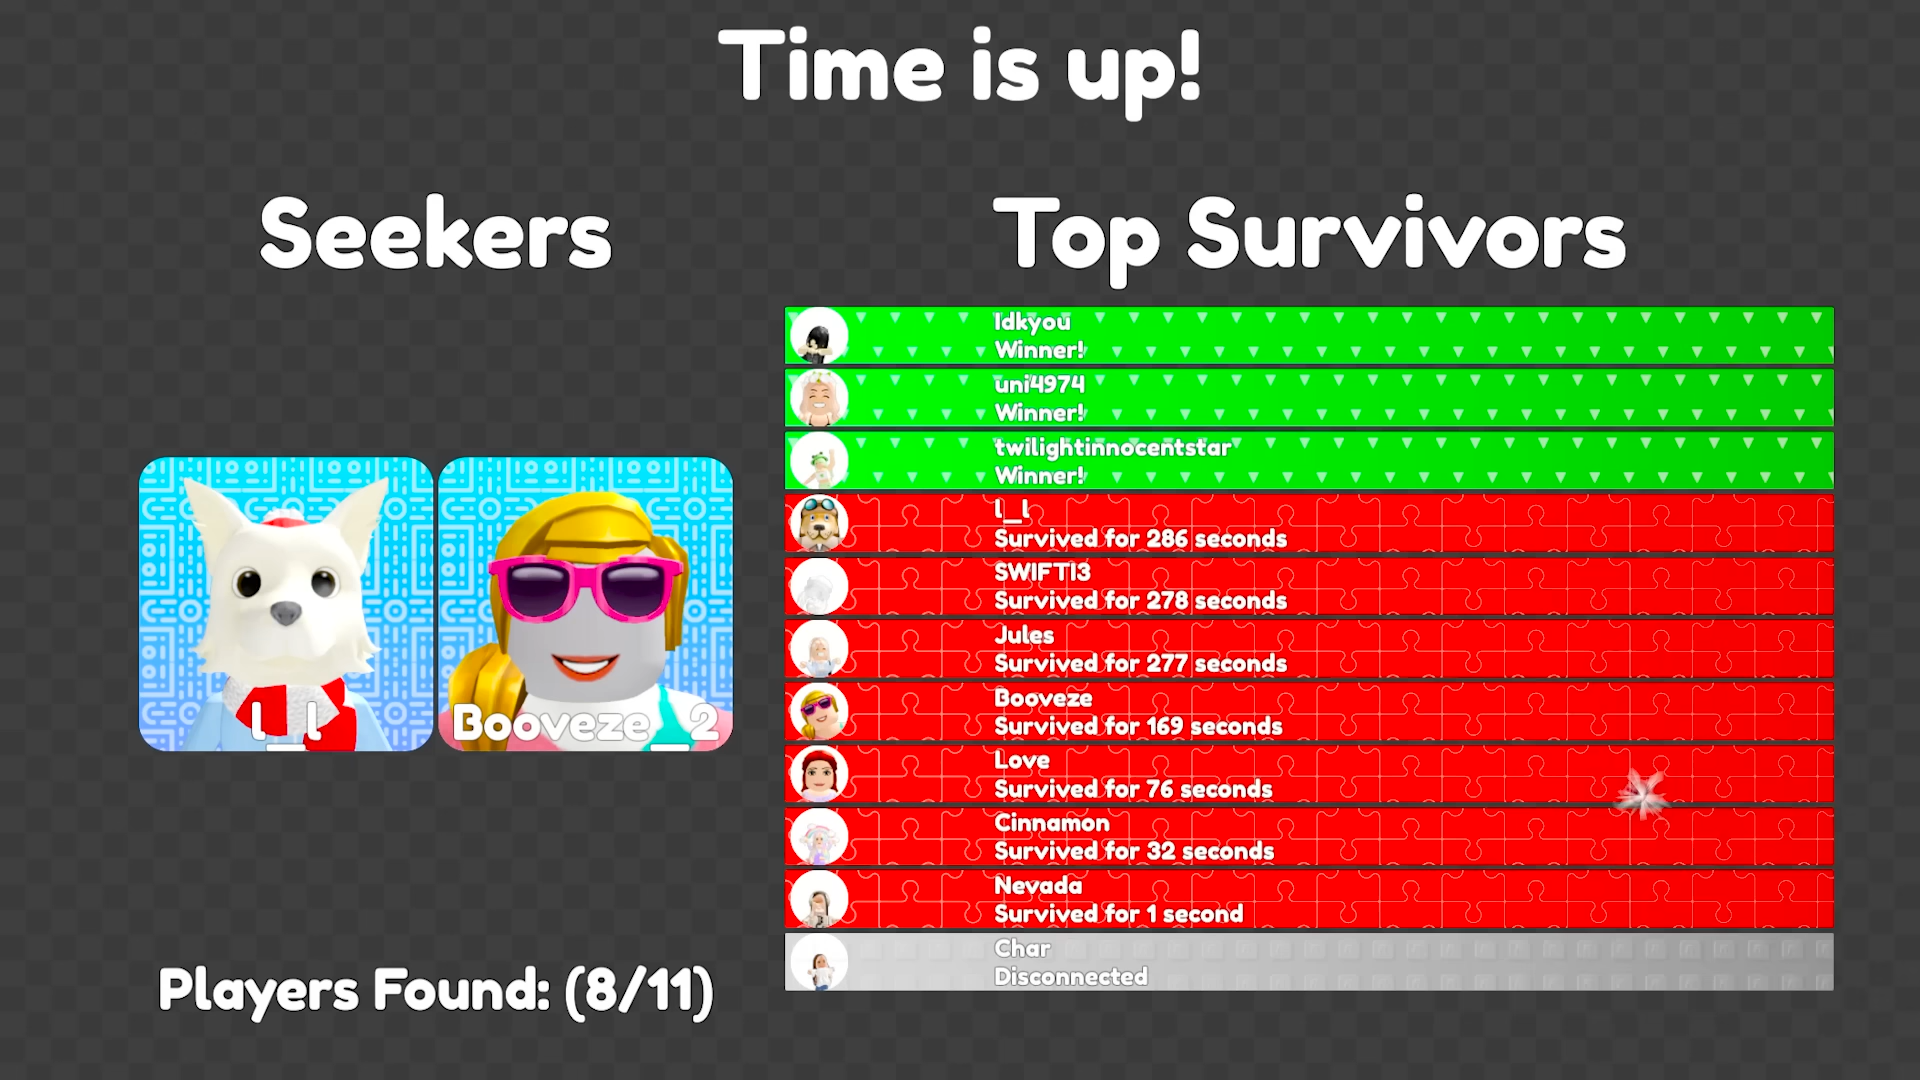 Time is up!
Seekers
l_l
Booveze_2
Players Found: (8/11)
Top Survivors
Idkyou
Winner!
uni4974
Winner!
twilightinnocentstar
Winner!
l_l
Survived for 286 seconds
SWIFTI3
Survived for 278 seconds
Jules
Survived for 277 seconds
Booveze
Survived for 169 seconds
Love
Survived for 76 seconds
Cinnamon
Survived for 32 seconds
Nevada
Survived for 1 second
Char
Disconnected